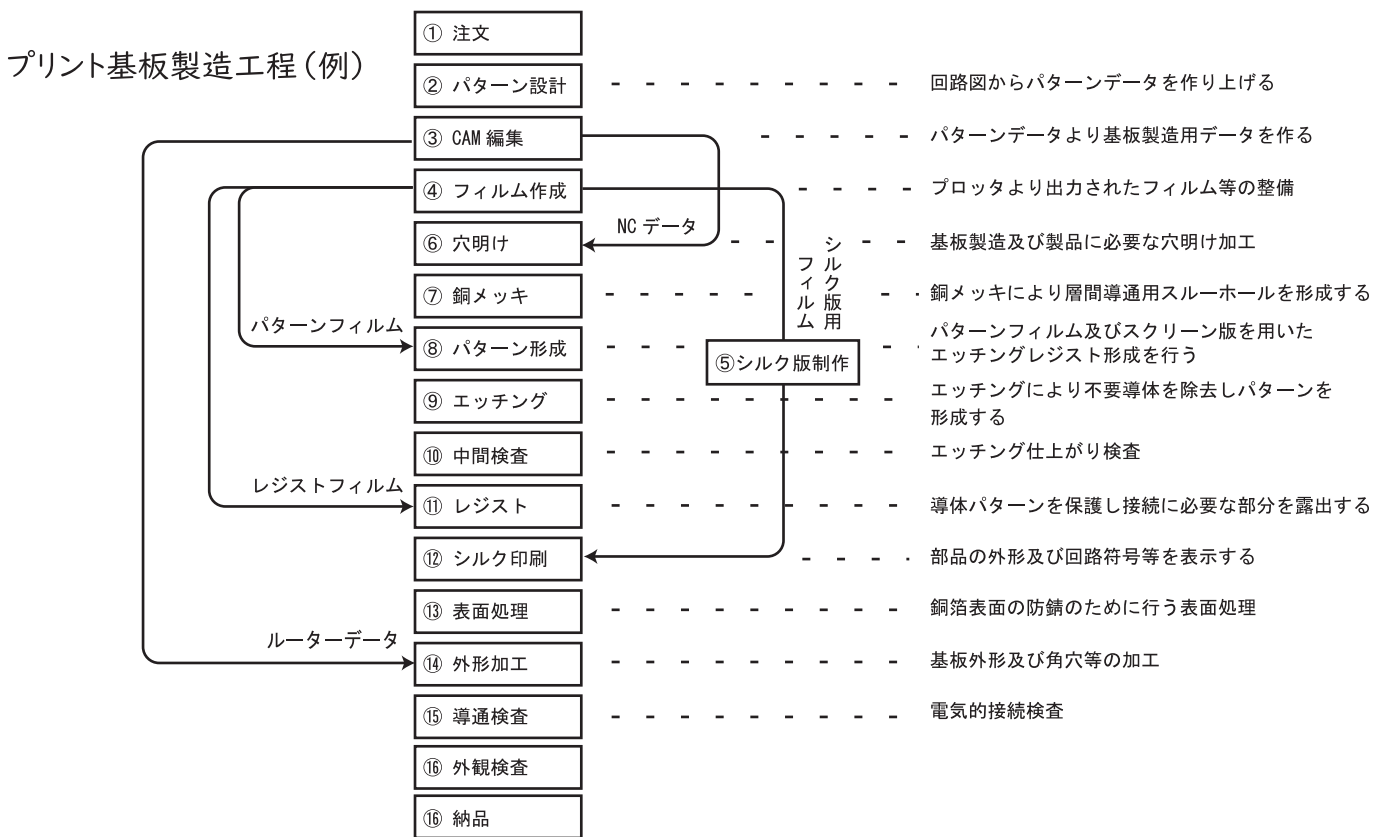 プリント基板製造工程(例)
① 注文
② パターン設計
回路図からパターンデータを作り上げる
③ CAM 編集
パターンデータより基板製造用データを作る
④ フィルム作成
プロッタより出力されたフィルム等の整備
NC データ
⑥ 穴明け
基板製造及び製品に必要な穴明け加工
シルク版用
フィルム
⑦ 銅メッキ
銅メッキにより層間導通用スルーホールを形成する
パターンフィルム
⑧ パターン形成
パターンフィルム及びスクリーン版を用いた
エッチングレジスト形成を行う
⑤シルク版制作
⑨ エッチング
エッチングにより不要導体を除去しパターンを
形成する
⑩ 中間検査
エッチング仕上がり検査
レジストフィルム
⑪ レジスト
導体パターンを保護し接続に必要な部分を露出する
⑫ シルク印刷
部品の外形及び回路符号等を表示する
⑬ 表面処理
銅箔表面の防錆のために行う表面処理
ルーターデータ
⑭ 外形加工
基板外形及び角穴等の加工
⑮ 導通検査
電気的接続検査
⑯ 外観検査
⑯ 納品